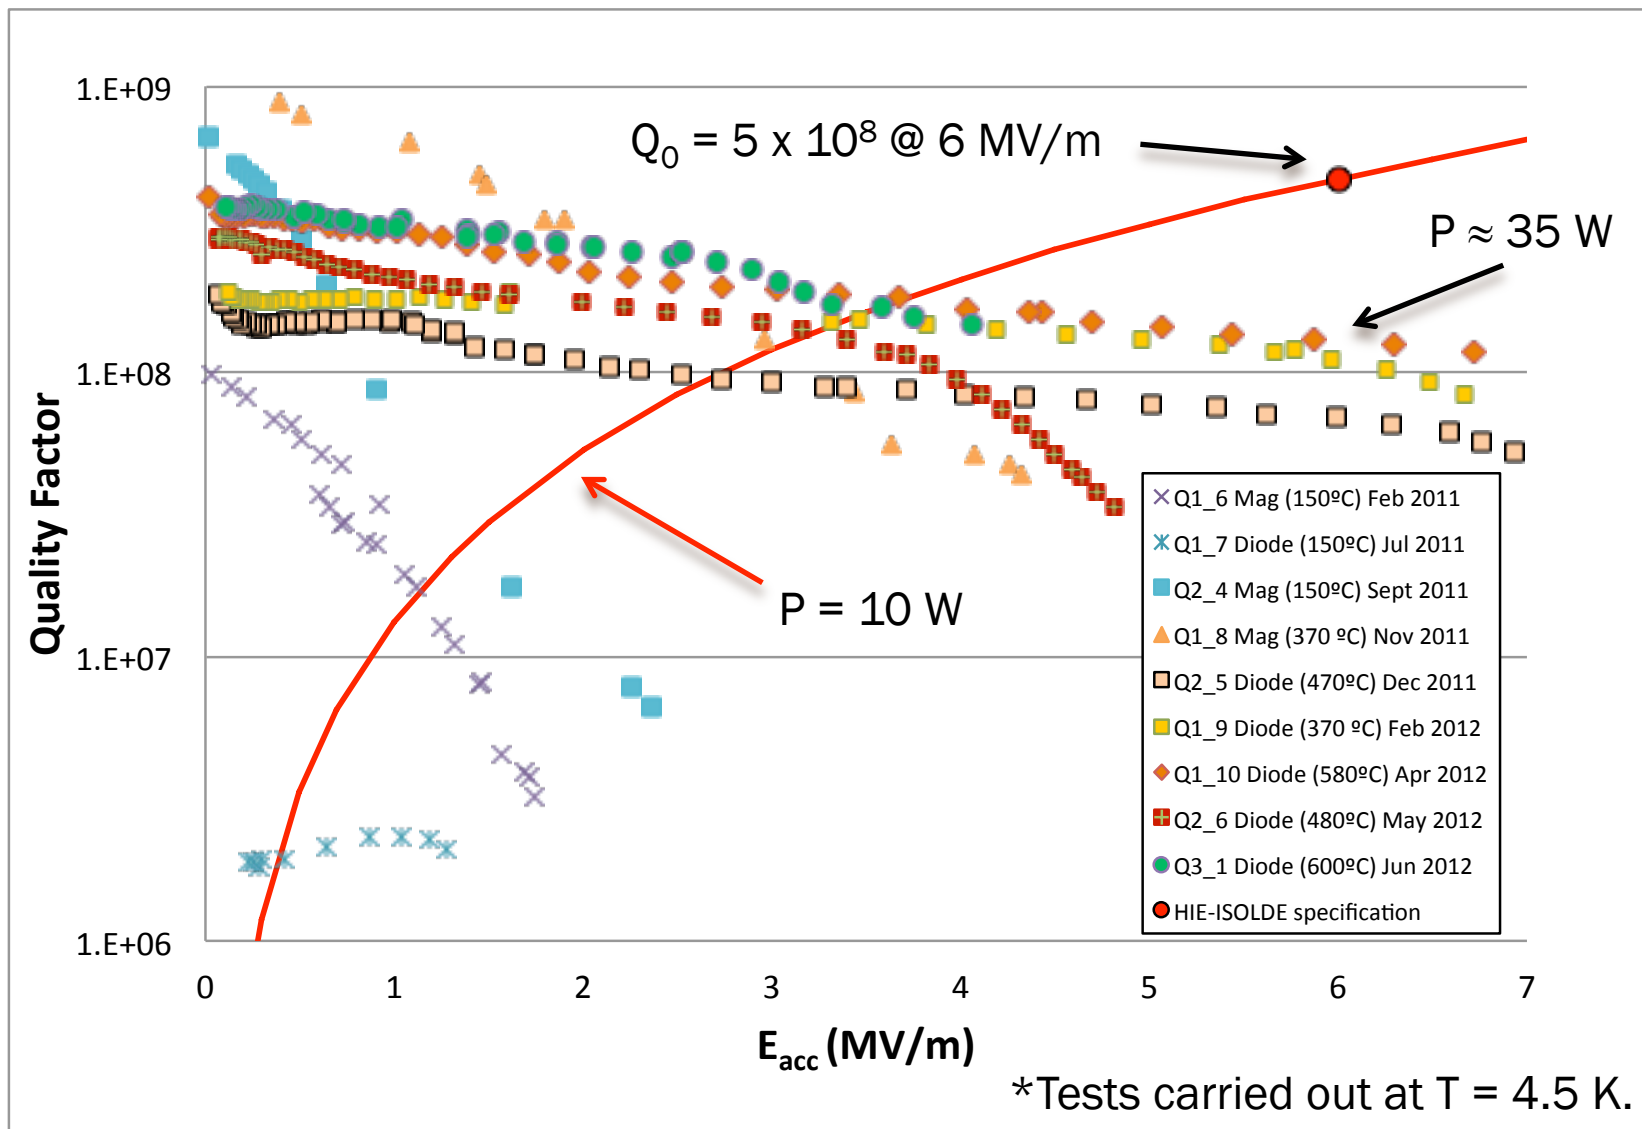 1.E+09
1.E+08
1.E+07
1.E+06
Quality Factor
Q0 = 5 x 10⁸ @ 6 MV/m
P ≈ 35 W
P = 10 W
Q1_6 Mag (150ºC) Feb 2011
Q1_7 Diode (150ºC) Jul 2011
Q2_4 Mag (150ºC) Sept 2011
Q1_8 Mag (370 ºC) Nov 2011
Q2_5 Diode (470ºC) Dec 2011
Q1_9 Diode (370 ºC) Feb 2012
Q1_10 Diode (580ºC) Apr 2012
Q2_6 Diode (480ºC) May 2012
Q3_1 Diode (600ºC) Jun 2012
HIE-ISOLDE specification
0 1 2 3 4 5 6 7
Eacc (MV/m)
*Tests carried out at T = 4.5 K.